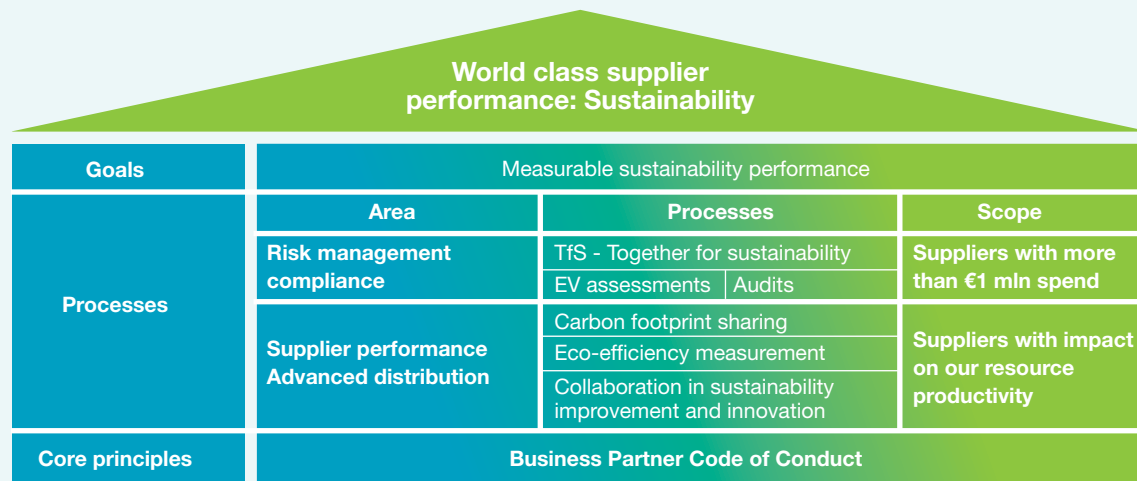 World class supplier
performance: Sustainability
Goals
Measurable sustainability performance
Processes
Area
Processes
Scope
Risk management
compliance
TfS - Together for sustainability
EV assessments
Audits
Suppliers with more
than €1 mln spend
Supplier performance
Advanced distribution
Carbon footprint sharing
Eco-efficiency measurement
Collaboration in sustainability
improvement and innovation
Suppliers with impact
on our resource
productivity
Core principles
Business Partner Code of Conduct